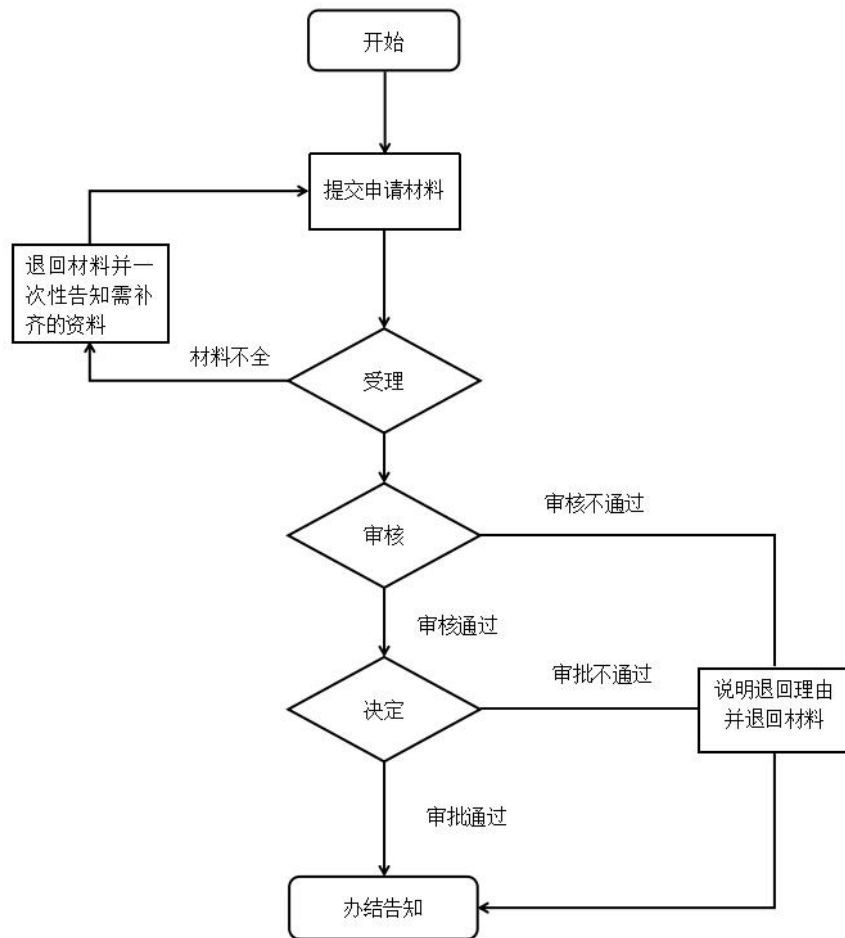 开始
提交申请材料
退回材料并一
次性告知需补
齐的资料
材料不全
受理
审核不通过
审核
审核通过
审批不通过
说明退回理由
并退回材料
决定
审批通过
办结告知